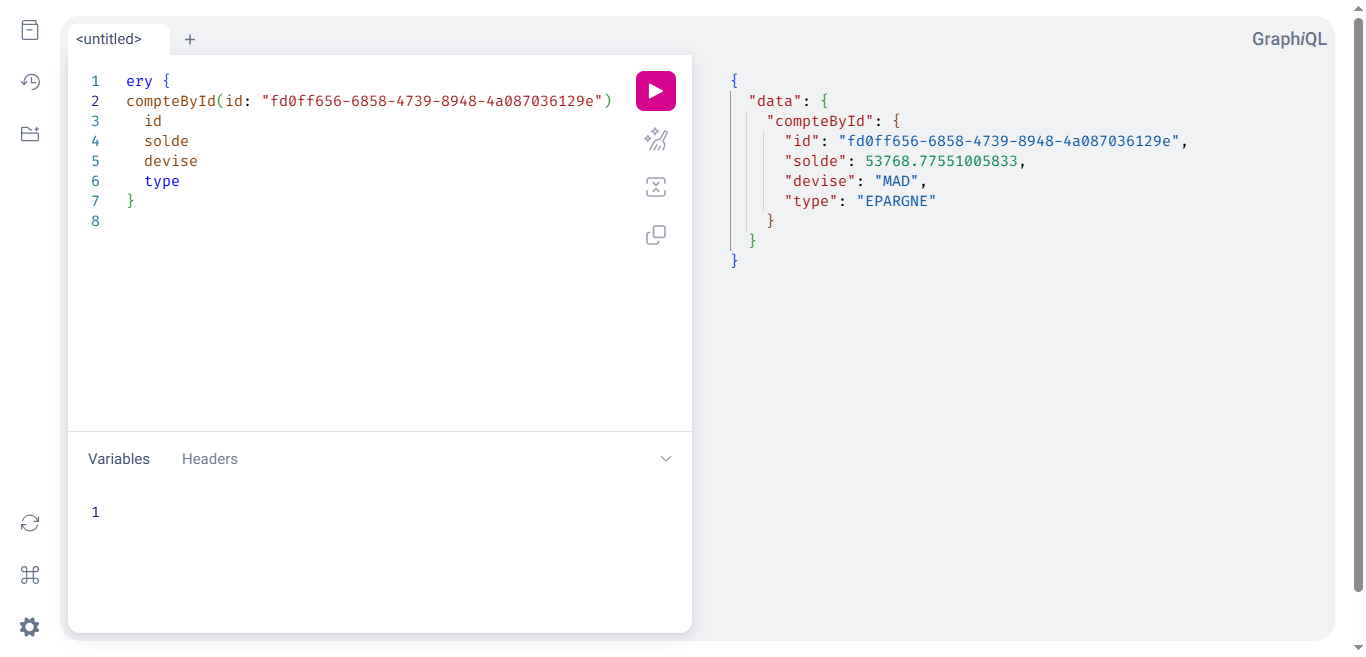 <untitled> +
GraphiQL
1 ery {
2 compteById(id: "fd0ff656-6858-4739-8948-4a087036129e")
3 id
4 solde
5 devise
6 type
7 }
8
{
"data": {
"compteById": {
"id": "fd0ff656-6858-4739-8948-4a087036129e",
"solde": 53768.77551005833,
"devise": "MAD",
"type": "EPARGNE"
}
}
}
Variables Headers
1